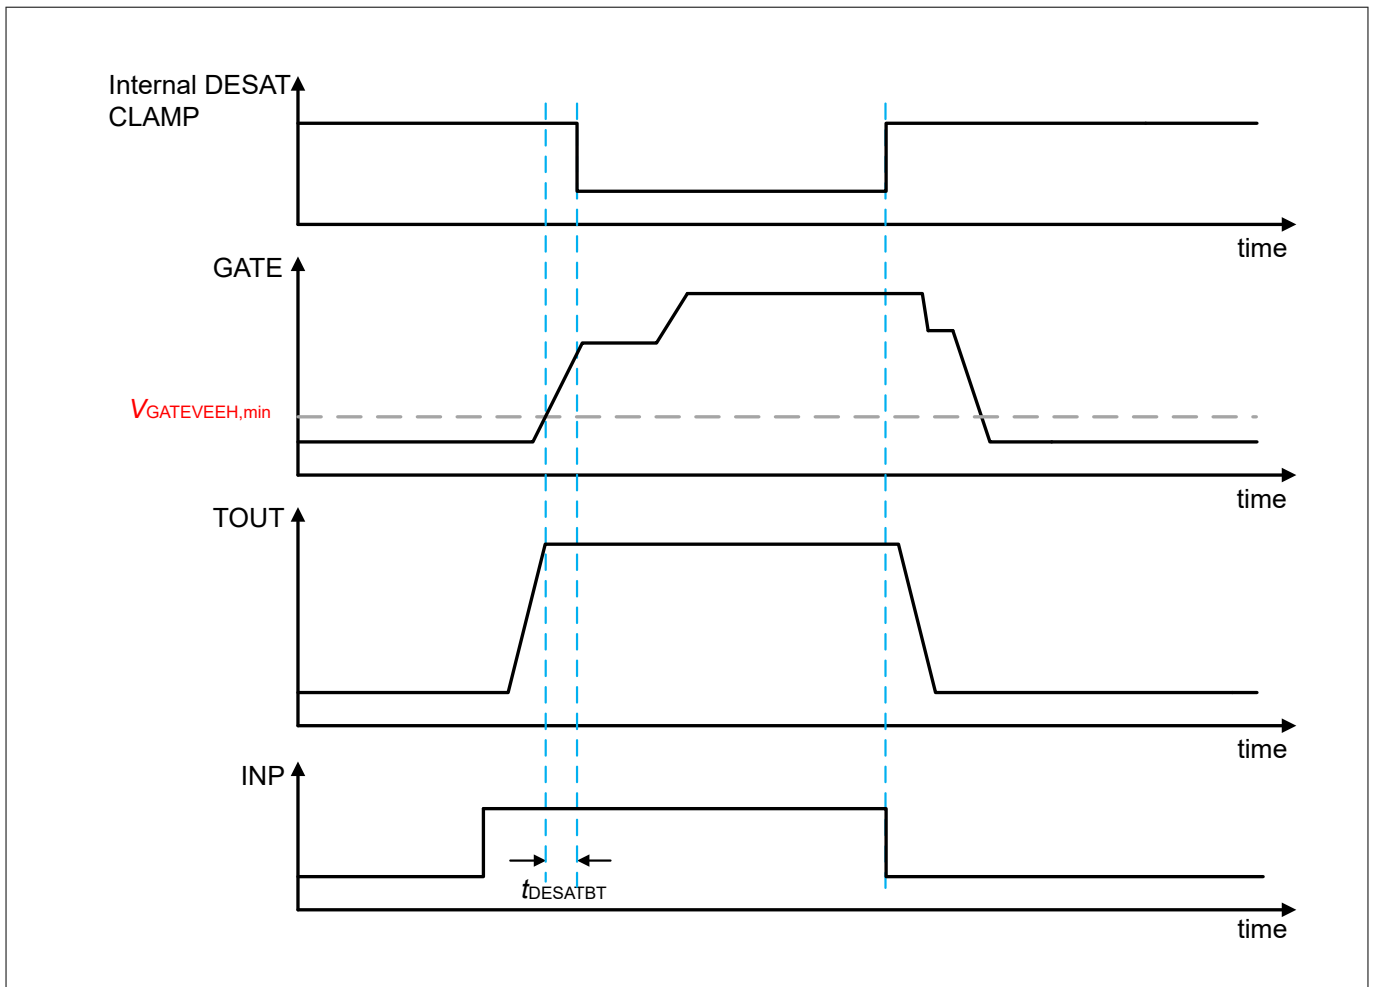 Internal DESAT
CLAMP
time
GATE
VGATEVEEH,min
time
TOUT
time
INP
tDESATBT
time